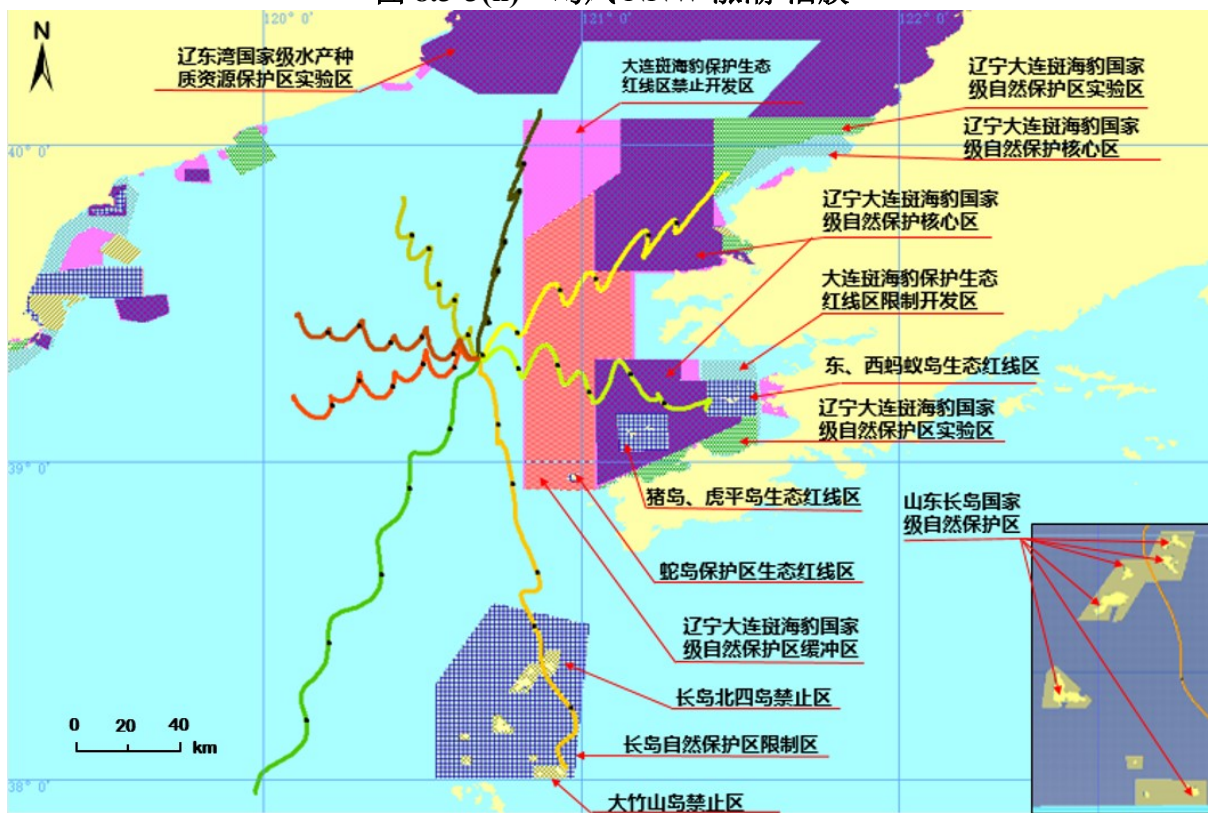 120° 0'
121° 0'
122° 0'
N
辽东湾国家级水产种
质资源保护区实验区
大连斑海豹保护生态
红线区禁止开发区
辽宁大连斑海豹国家
级自然保护区实验区
辽宁大连斑海豹国家
级自然保护核心区
40° 0'
辽宁大连斑海豹国家
级自然保护核心区
大连斑海豹保护生态
红线区限制开发区
东、西蚂蚁岛生态红线区
辽宁大连斑海豹国家
级自然保护区实验区
39° 0'
猪岛、虎平岛生态红线区
山东长岛国家
级自然保护区
蛇岛保护区生态红线区
辽宁大连斑海豹国家
级自然保护区缓冲区
长岛北四岛禁止区
0 20 40
km
长岛自然保护区限制区
38° 0'
大竹山岛禁止区